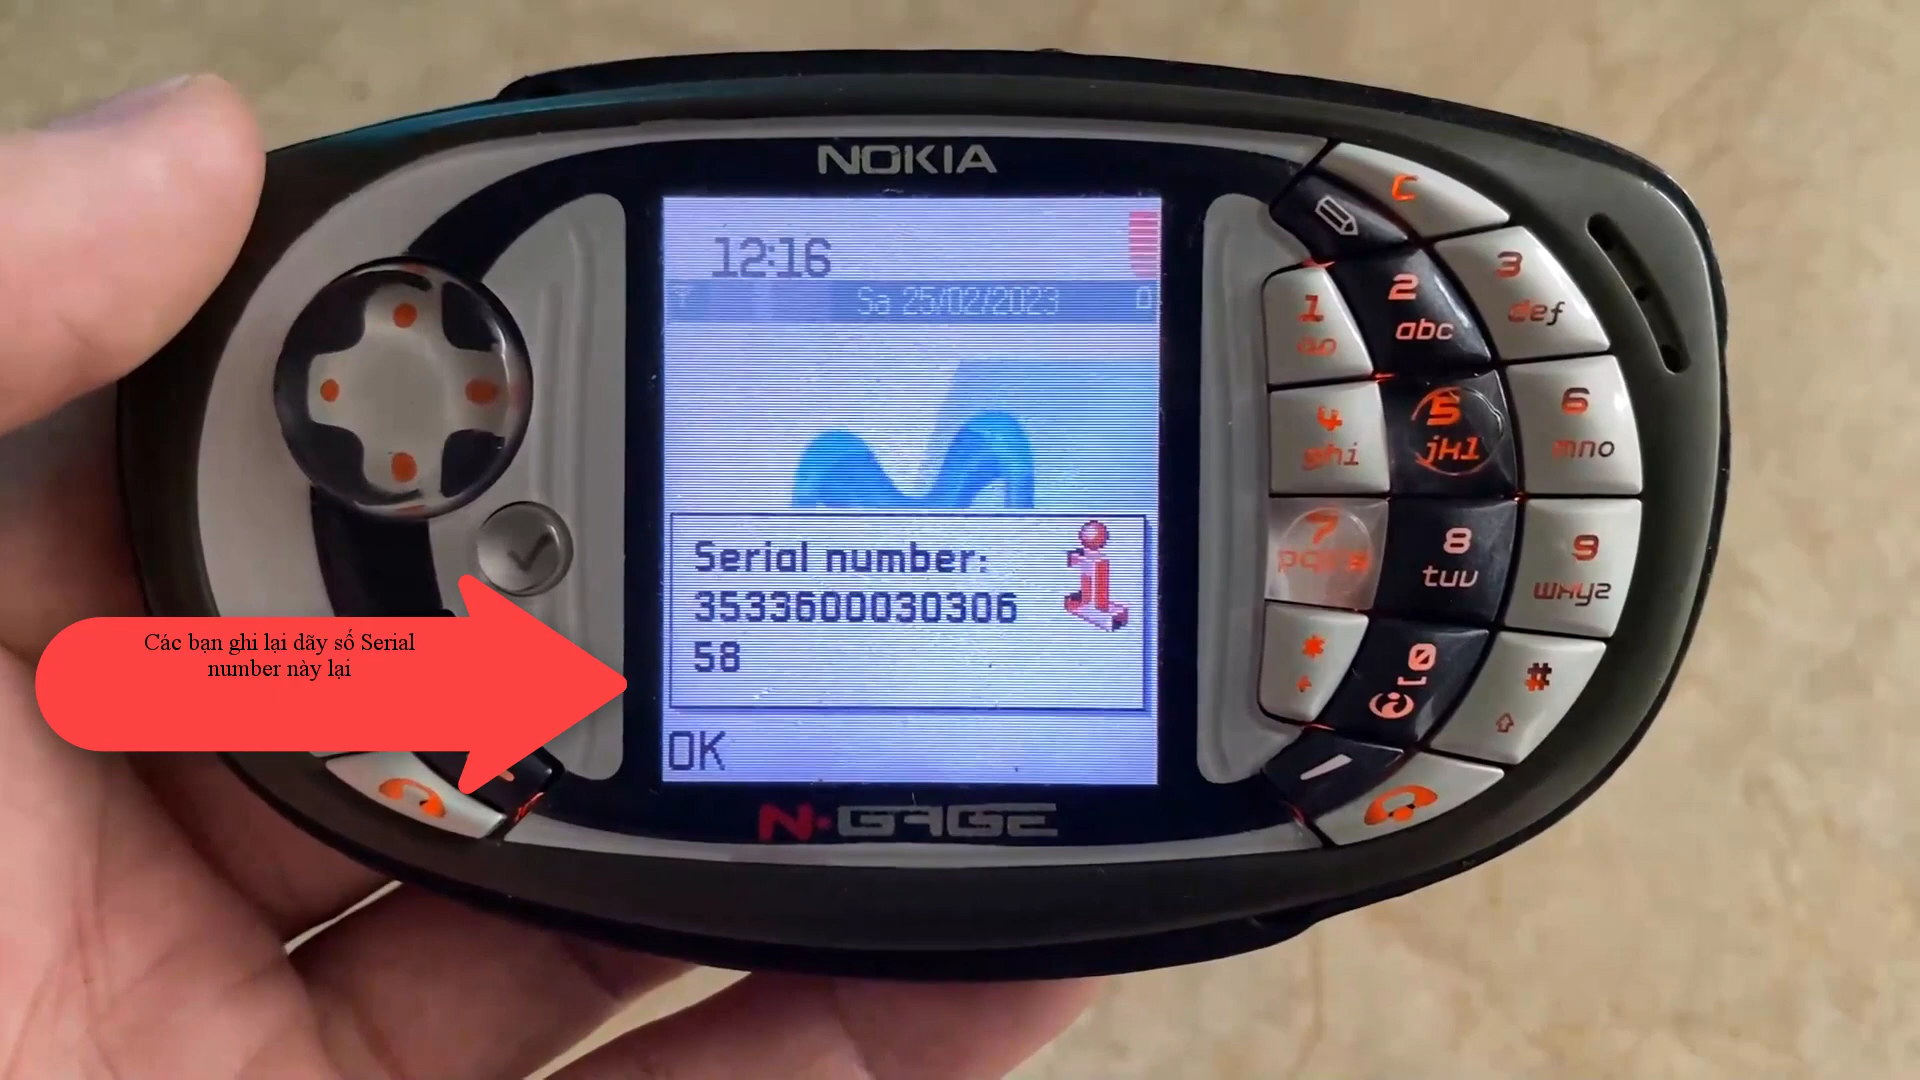 NOKIA
12:16
Sa 25/02/2023
Serial number:
3533600030306
58
OK
N·GAGE
Các bạn ghi lại dãy số Serial
number này lại
C
1
ao
2
abc
3
def
4
ghi
5
jkl
6
mno
7
pqrs
8
tuv
9
wxyz
*
+
0
#